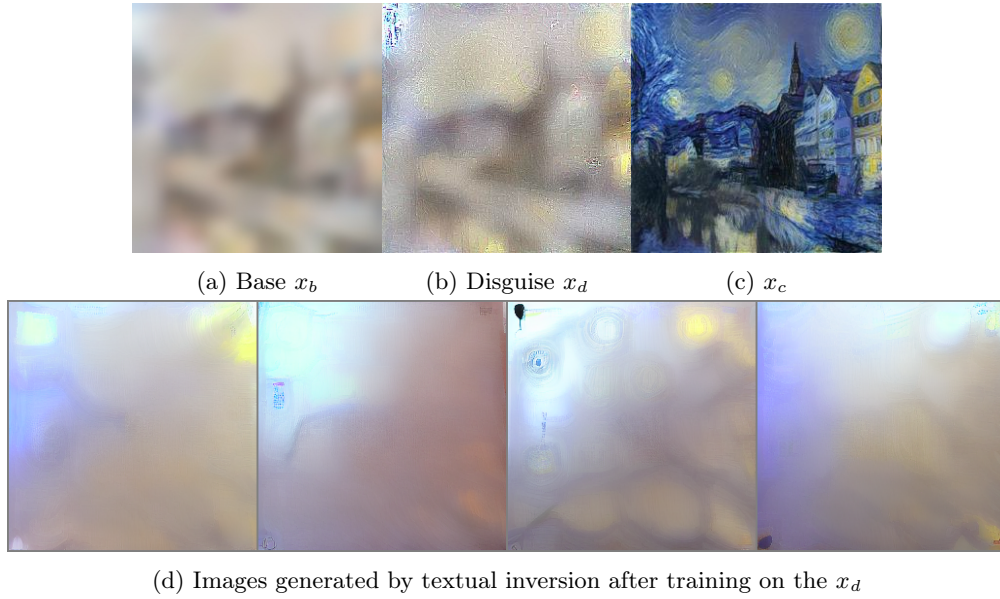 (a) Base x_b
(b) Disguise x_d
(c) x_c
(d) Images generated by textual inversion after training on the x_d